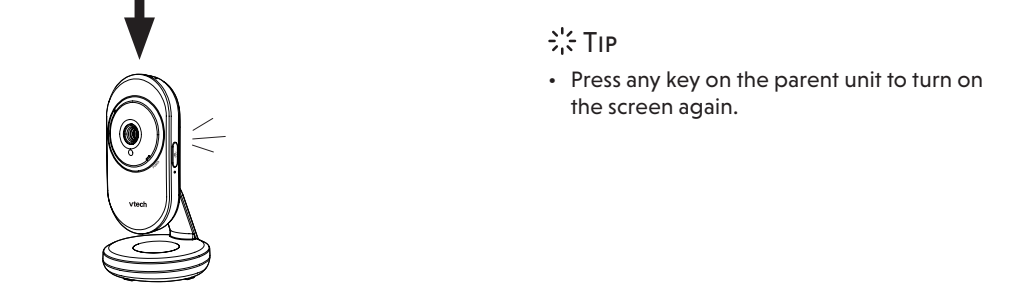 TIP
• Press any key on the parent unit to turn on
the screen again.
vtech